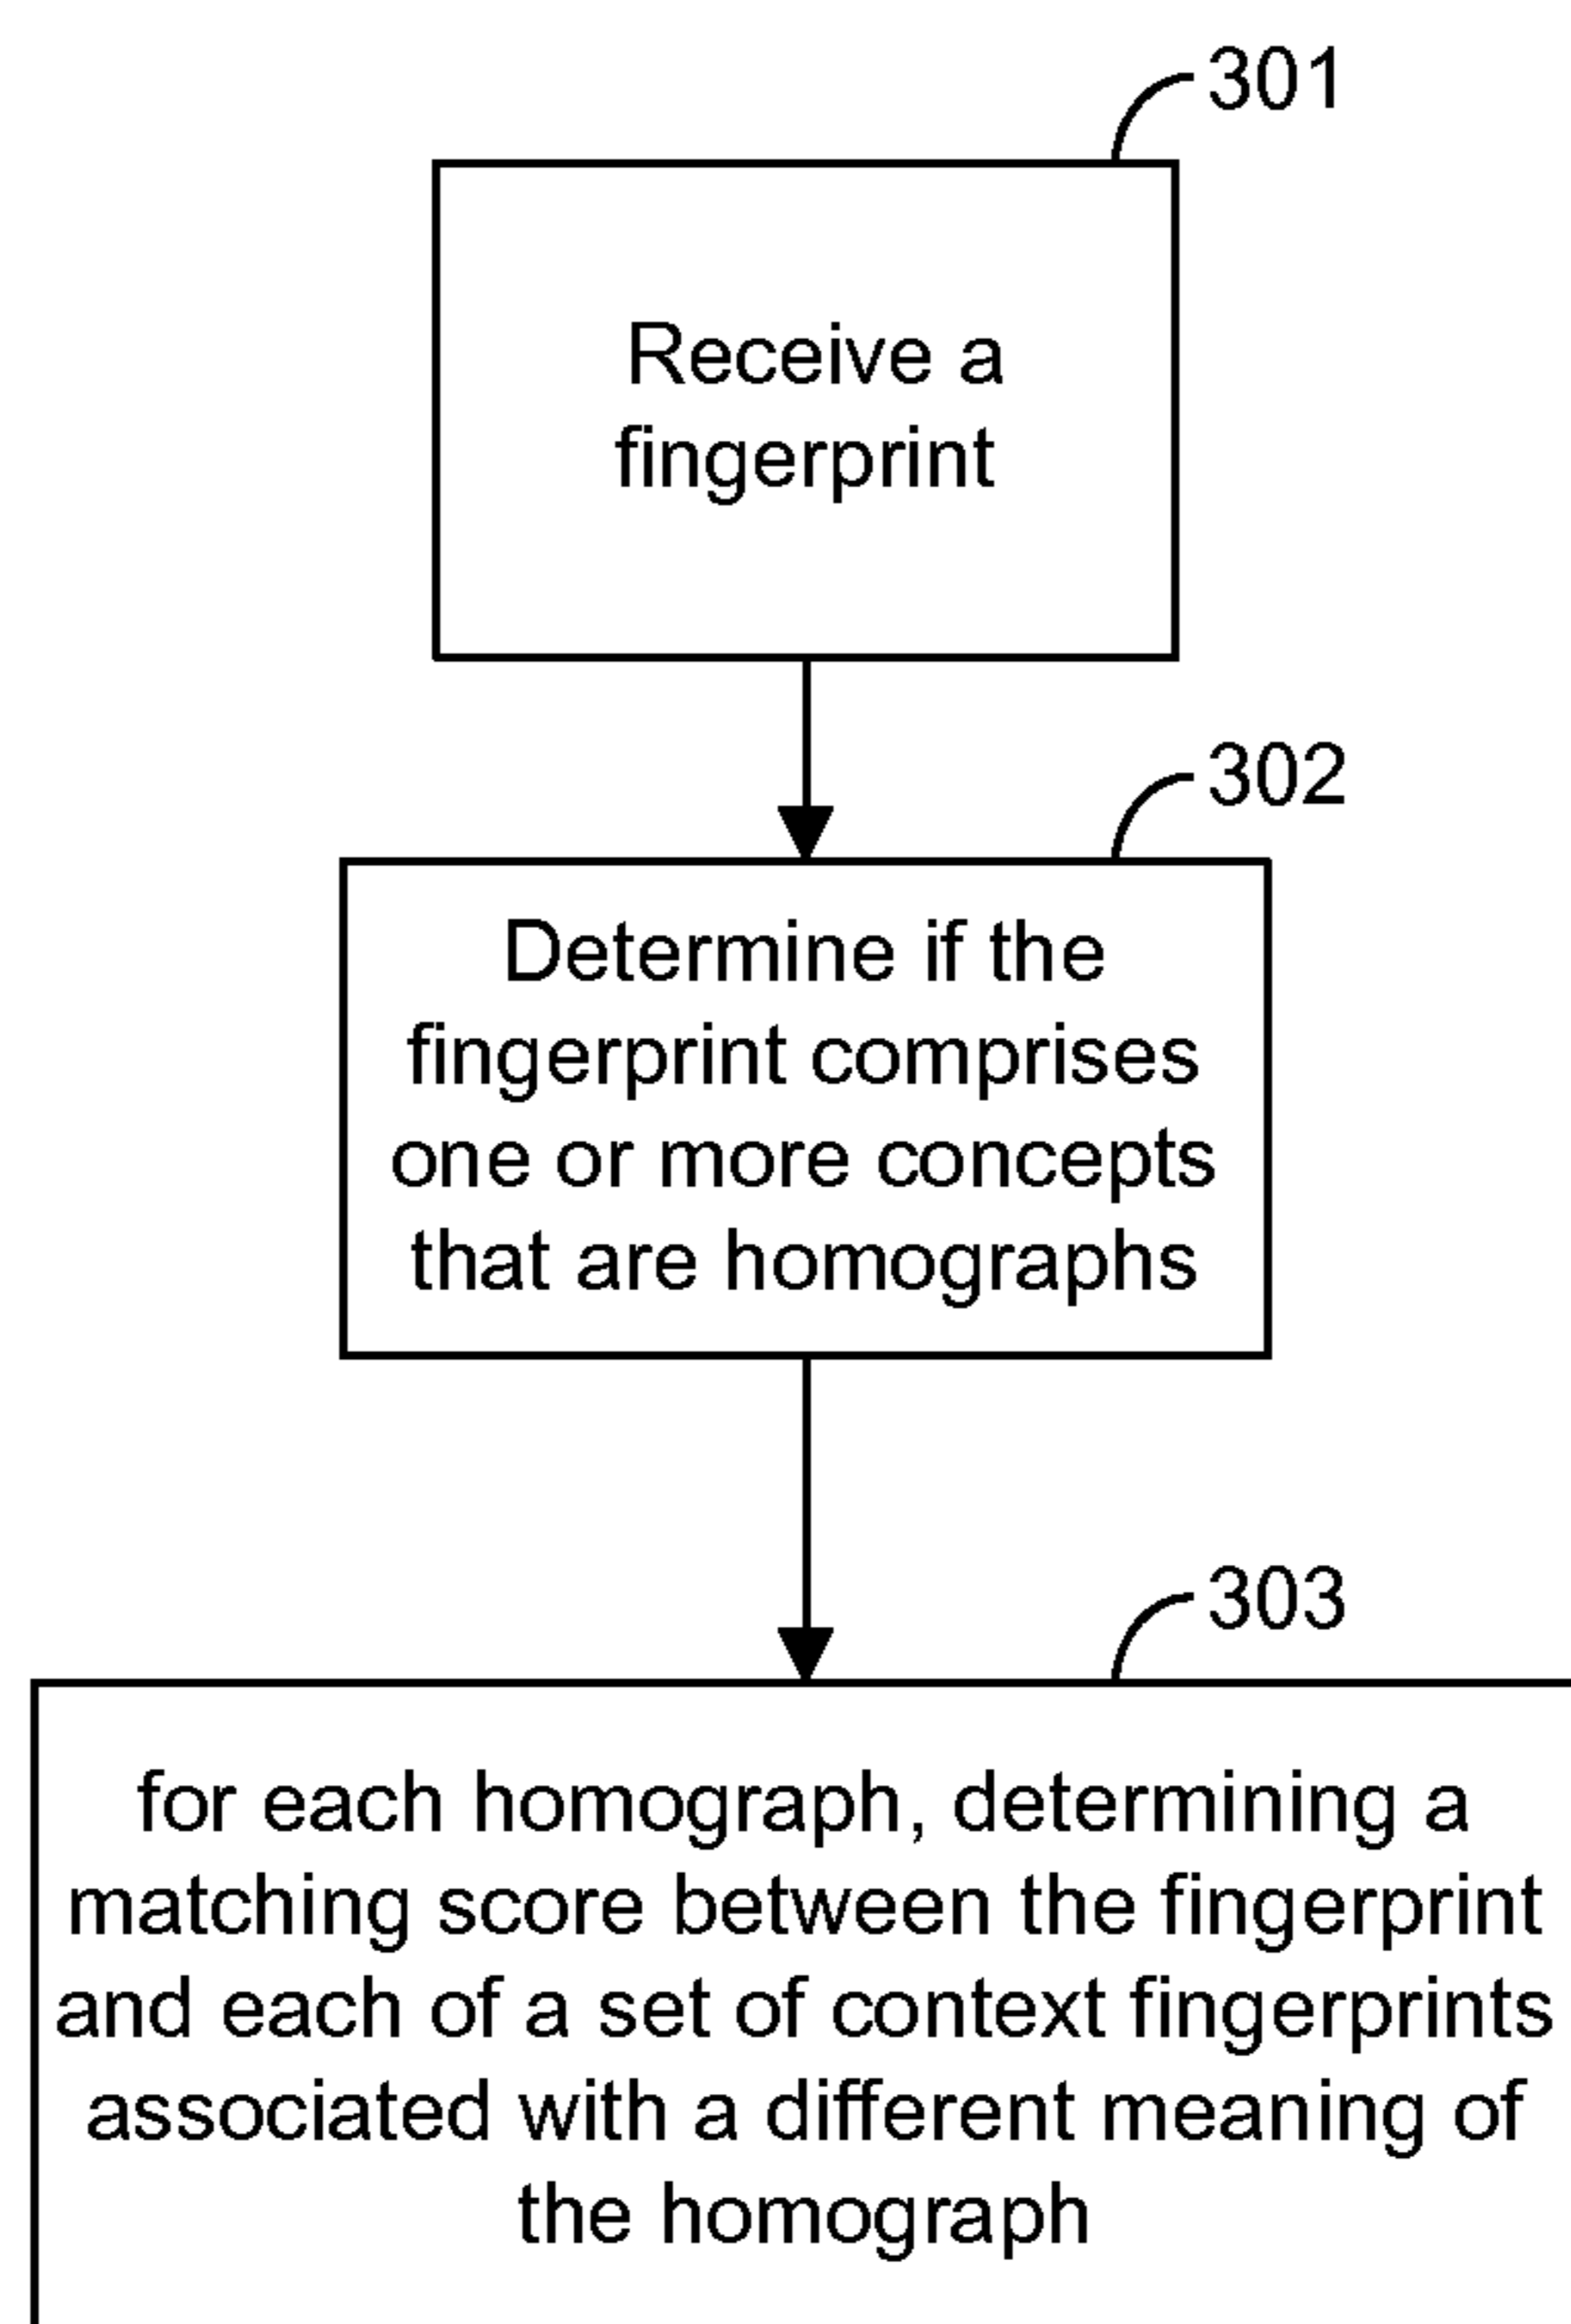 301
Receive a
fingerprint
302
Determine if the
fingerprint comprises
one or more concepts
that are homographs
303
for each homograph, determining a
matching score between the fingerprint
and each of a set of context fingerprints
associated with a different meaning of
the homograph